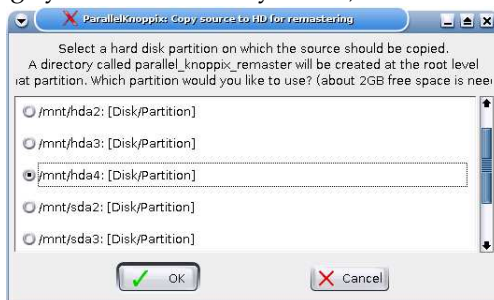 ParallelKnoppix: Copy source to HD for remastering
Select a hard disk partition on which the source should be copied.
A directory called parallel_knoppix_remaster will be created at the root level
at partition. Which partition would you like to use? (about 2GB free space is
/mnt/hda2: [Disk/Partition]
/mnt/hda3: [Disk/Partition]
/mnt/hda4: [Disk/Partition]
/mnt/sda2: [Disk/Partition]
/mnt/sda3: [Disk/Partition]
OK
Cancel